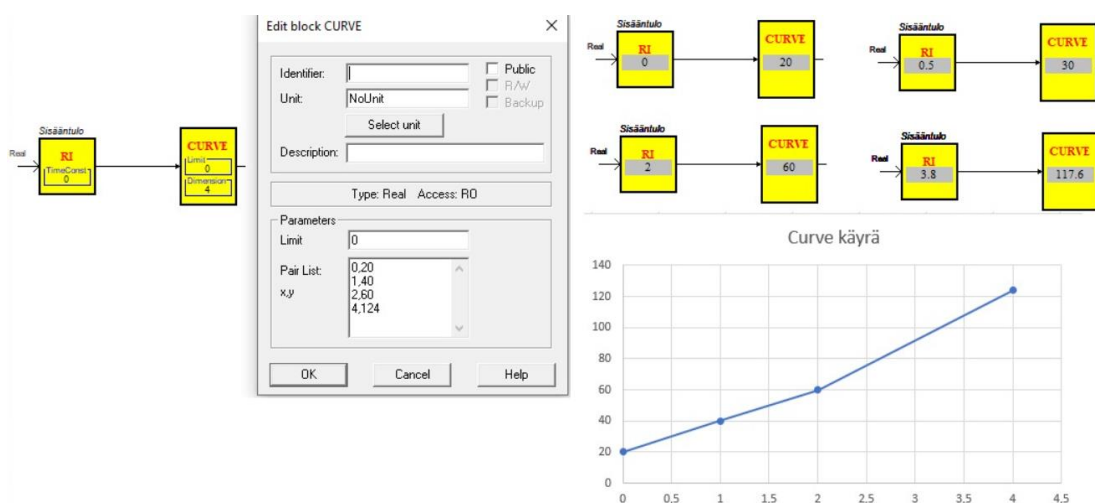 Sisääntulo
Real
RI
TimeConst
0
CURVE
Limit
0
Dimension
4
Edit block CURVE
Identifier:
Public
R/W
Unit:
NoUnit
Backup
Select unit
Description:
Type: Real Access: RO
Parameters
Limit
0
Pair List:
x,y
0,20
1,40
2,60
4,124
OK
Cancel
Help
Sisääntulo
Real
RI
0
CURVE
20
Sisääntulo
Real
RI
0.5
CURVE
30
Sisääntulo
Real
RI
2
CURVE
60
Sisääntulo
Real
RI
3.8
CURVE
117.6
Curve käyrä
140
120
100
80
60
40
20
0
0 0.5 1 1.5 2 2.5 3 3.5 4 4.5